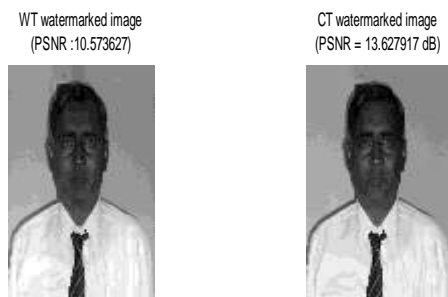 WT watermarked image
(PSNR :10.573627)
CT watermarked image
(PSNR = 13.627917 dB)